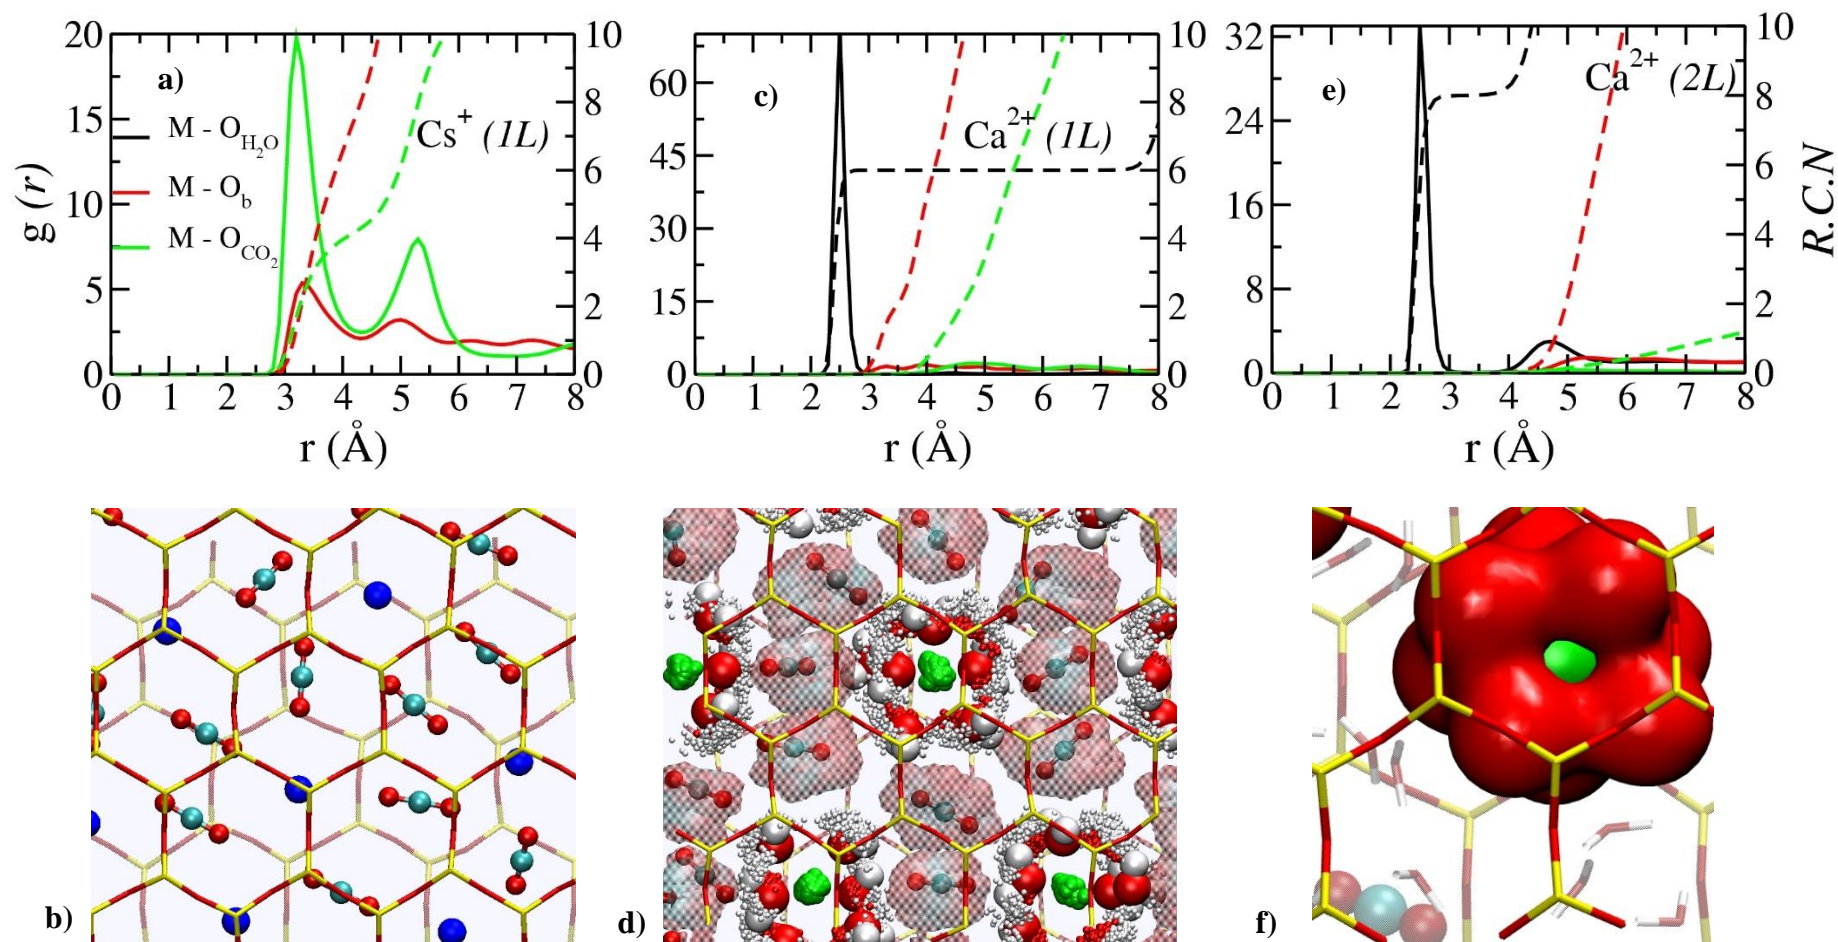 a)
g (r)
20
15
10
5
0
10
8
6
4
2
0
M - O_H₂O
M - O_b
M - O_CO₂
Cs⁺ (1L)
0 1 2 3 4 5 6 7 8
r (Å)
c)
60
45
30
15
0
10
8
6
4
2
0
Ca²⁺ (1L)
0 1 2 3 4 5 6 7 8
r (Å)
e)
32
24
16
8
0
10
8
6
4
2
0
Ca²⁺ (2L)
R.C.N
0 1 2 3 4 5 6 7 8
r (Å)
b)
d)
f)